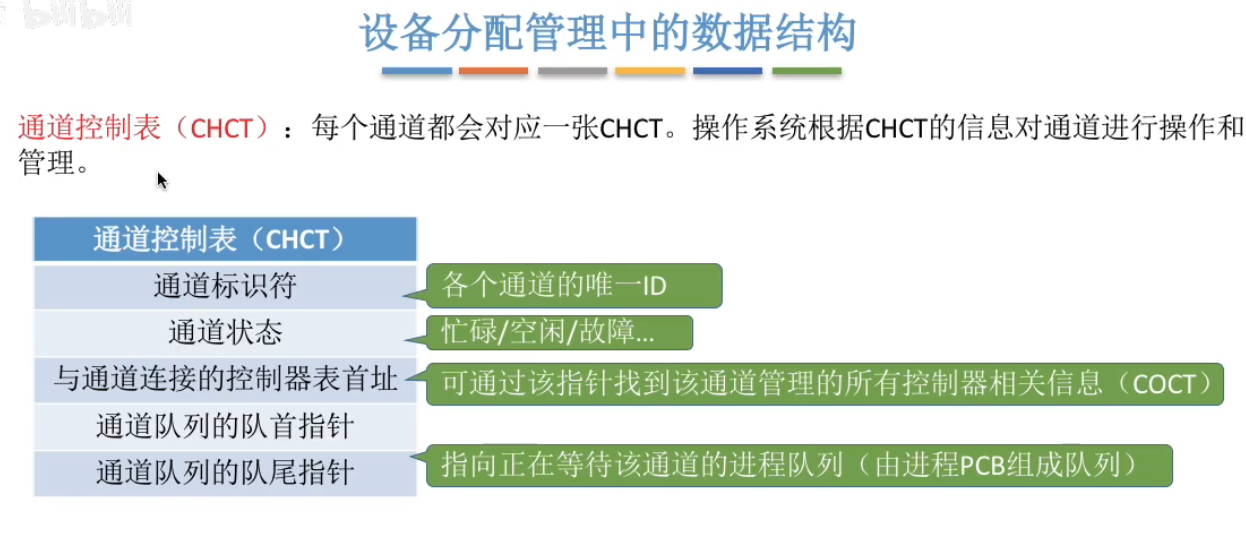 设备分配管理中的数据结构
通道控制表（CHCT）：每个通道都会对应一张CHCT。操作系统根据CHCT的信息对通道进行操作和
管理。
通道控制表（CHCT）
通道标识符
各个通道的唯一ID
通道状态
忙碌/空闲/故障...
与通道连接的控制器表首址
可通过该指针找到该通道管理的所有控制器相关信息（COCT）
通道队列的队首指针
通道队列的队尾指针
指向正在等待该通道的进程队列（由进程PCB组成队列）